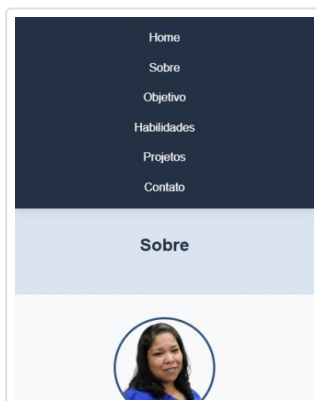 Home
Sobre
Objetivo
Habilidades
Projetos
Contato
Sobre